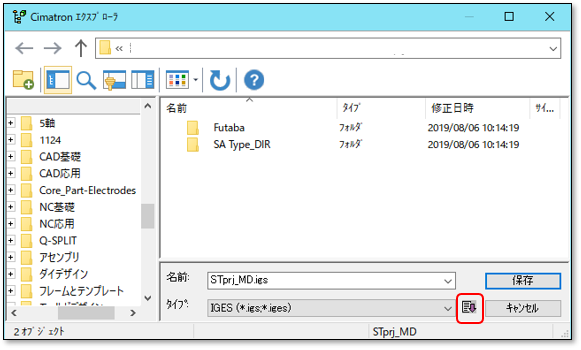 Cimatron エクスプローラ
«
名前 タイプ 修正日時 サイ...
Futaba フォルダ 2019/08/06 10:14:19
SA Type_DIR フォルダ 2019/08/06 10:14:19
5軸
1124
CAD基礎
CAD応用
Core_Part-Electrodes
NC基礎
NC応用
Q-SPLIT
アセンブリ
ダイデザイン
フレームとテンプレート
名前: STprj_MD.igs 保存
タイプ: IGES (*.igs;*.iges) キャンセル
2 オブジェクト STprj_MD